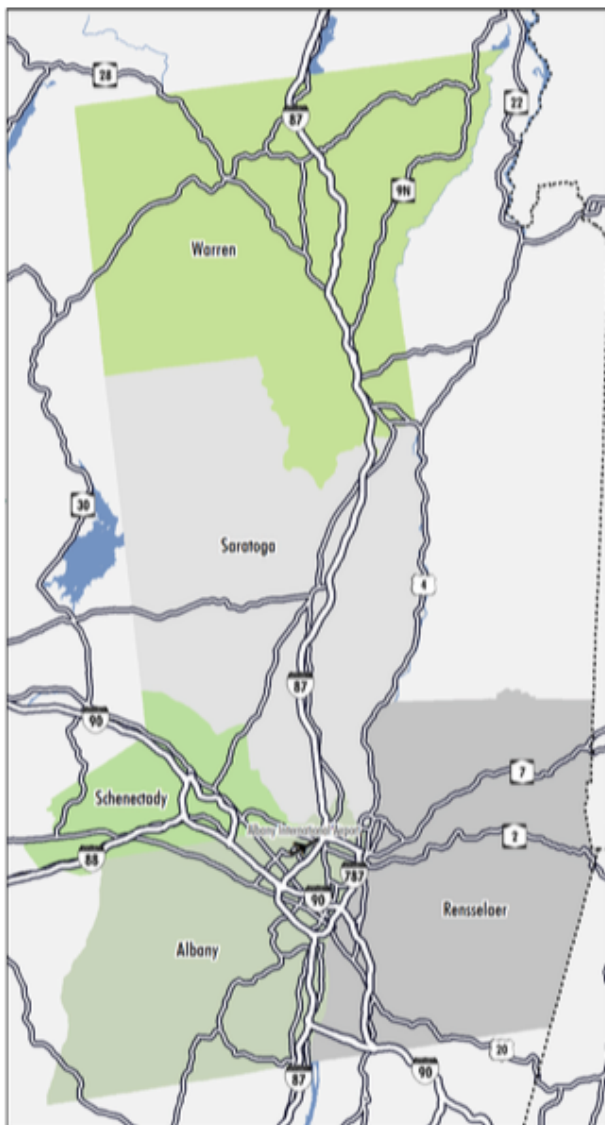 28
87
22
9N
Warren
30
Saratoga
4
87
90
7
Schenectady
Albany International Airport
2
88
787
90
Rensselaer
Albany
20
90
87